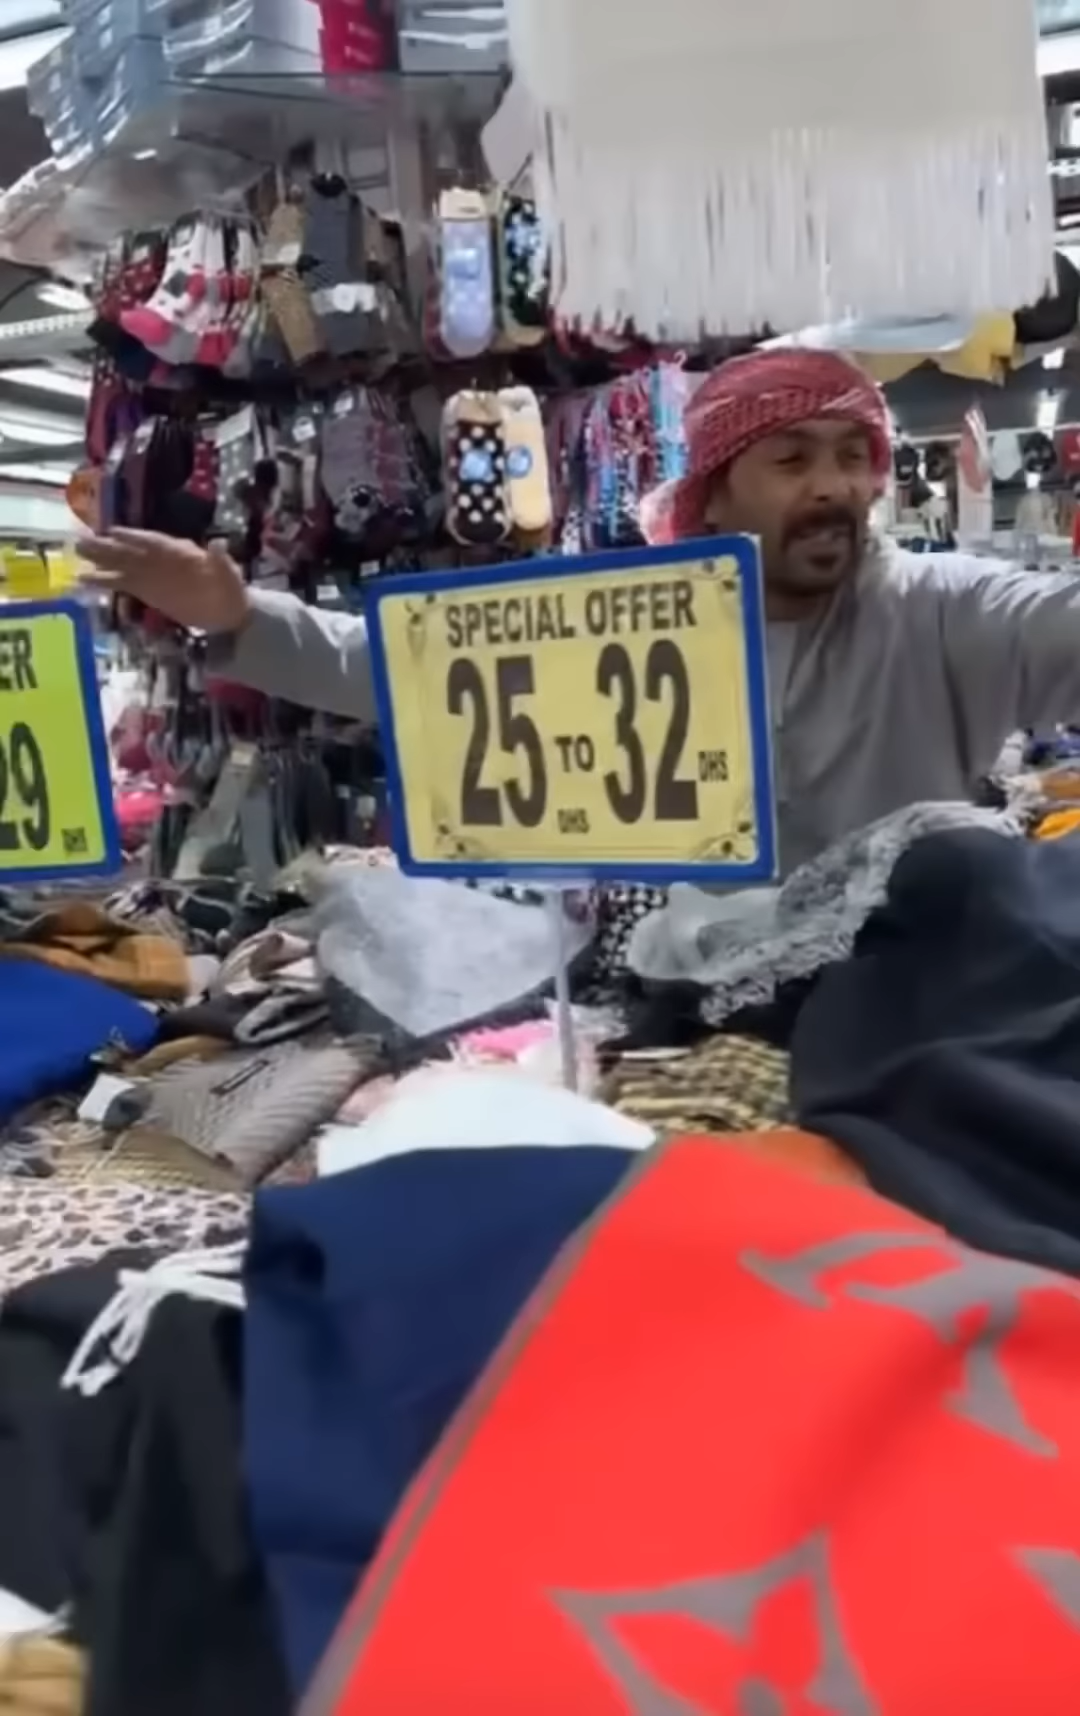 SPECIAL OFFER
25 TO 32
DHS DHS
ER
29
DHS